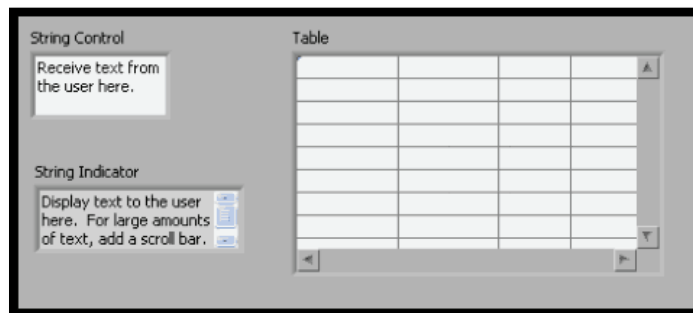 String Control
Receive text from
the user here.
Table
String Indicator
Display text to the user
here. For large amounts
of text, add a scroll bar.